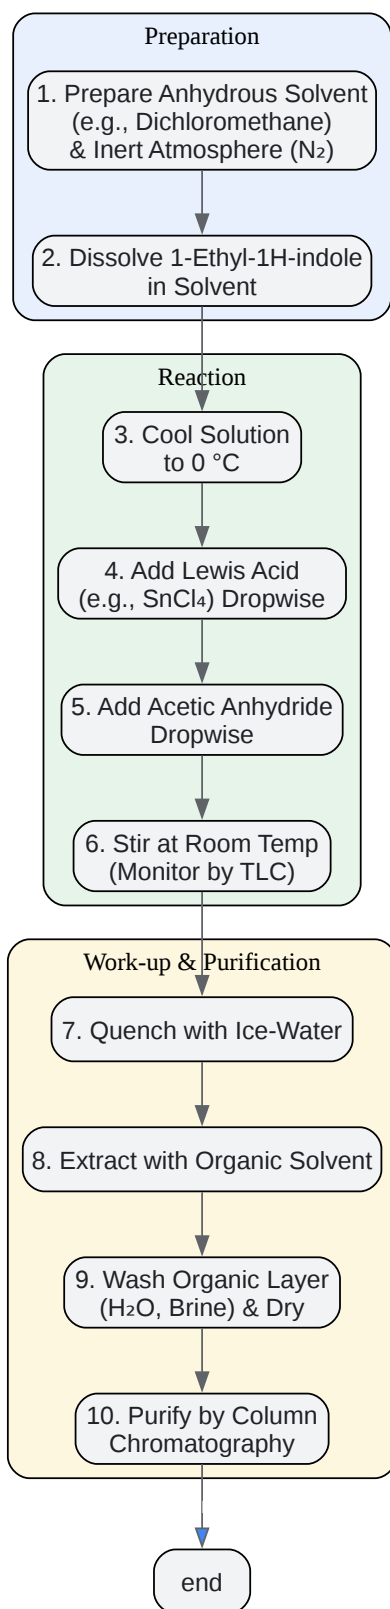 Preparation
1. Prepare Anhydrous Solvent
(e.g., Dichloromethane)
& Inert Atmosphere (N₂)
2. Dissolve 1-Ethyl-1H-indole
in Solvent
Reaction
3. Cool Solution
to 0 °C
4. Add Lewis Acid
(e.g., SnCl₄) Dropwise
5. Add Acetic Anhydride
Dropwise
6. Stir at Room Temp
(Monitor by TLC)
Work-up & Purification
7. Quench with Ice-Water
8. Extract with Organic Solvent
9. Wash Organic Layer
(H₂O, Brine) & Dry
10. Purify by Column
Chromatography
end